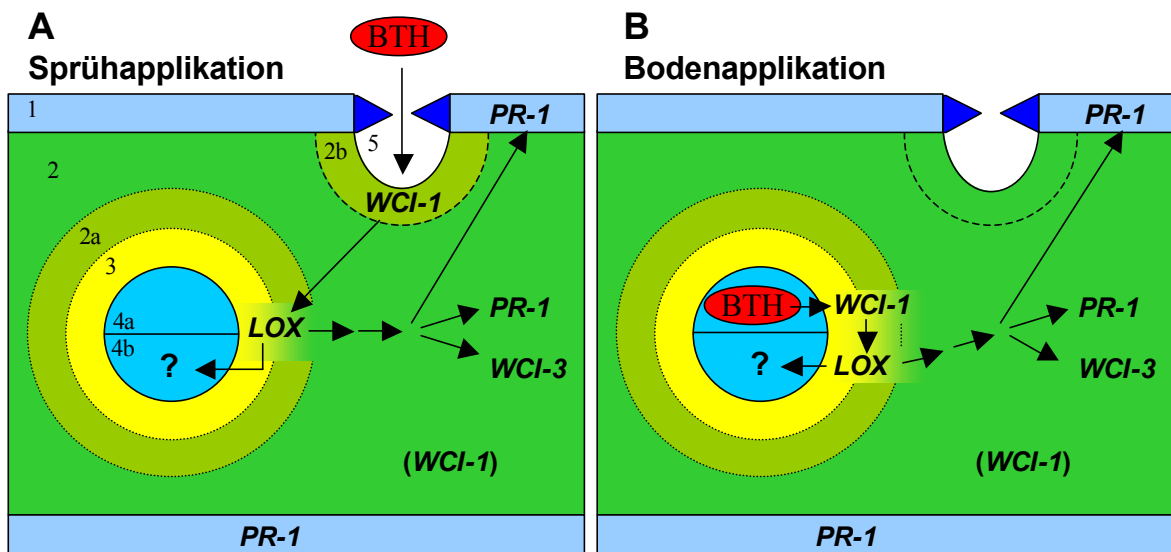 A
Sprühapplikation
BTH
1
PR-1
5
2b
2
WCI-1
2a
3
4a
LOX
PR-1
4b
?
WCI-3
(WCI-1)
PR-1
B
Bodenapplikation
PR-1
BTH
WCI-1
PR-1
?
LOX
WCI-3
(WCI-1)
PR-1